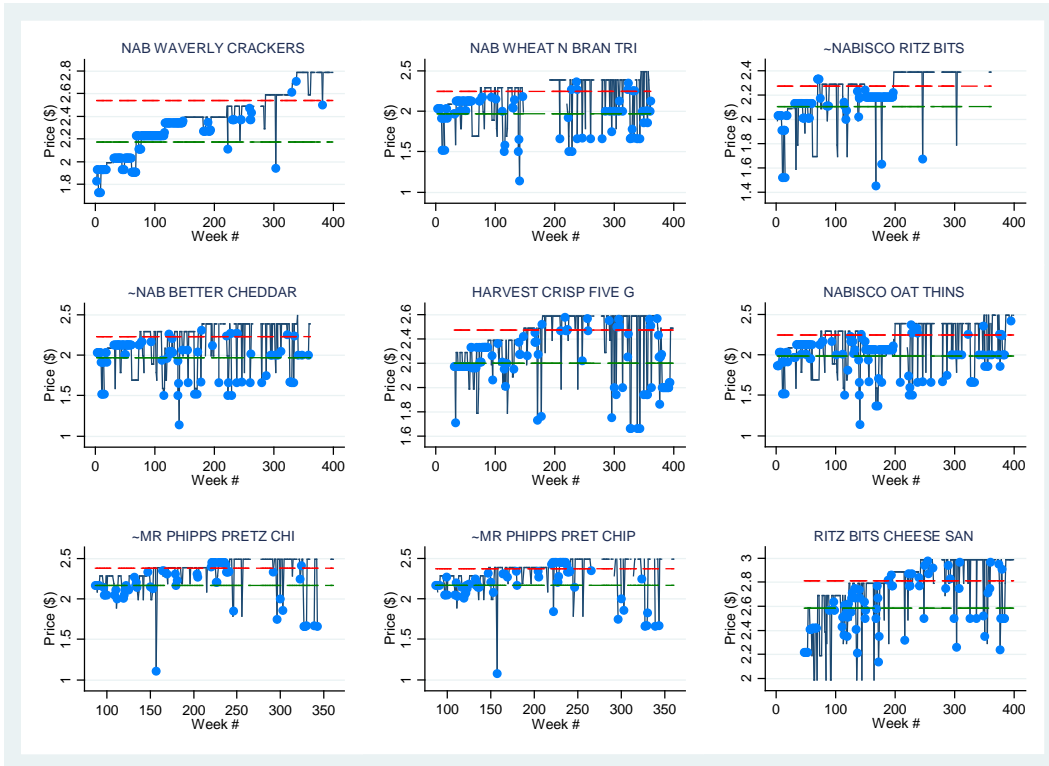 NAB WAVERLY CRACKERS
Price ($)
1.8 2 2.2 2.4 2.6 2.8
0 100 200 300 400
Week #
NAB WHEAT N BRAN TRI
Price ($)
1 1.5 2 2.5
0 100 200 300 400
Week #
~NABISCO RITZ BITS
Price ($)
1.4 1.6 1.8 2 2.2 2.4
0 100 200 300 400
Week #
~NAB BETTER CHEDDAR
Price ($)
1 1.5 2 2.5
0 100 200 300 400
Week #
HARVEST CRISP FIVE G
Price ($)
1.6 1.8 2 2.2 2.4 2.6
0 100 200 300 400
Week #
NABISCO OAT THINS
Price ($)
1 1.5 2 2.5
0 100 200 300 400
Week #
~MR PHIPPS PRETZ CHI
Price ($)
1 1.5 2 2.5
100 150 200 250 300 350
Week #
~MR PHIPPS PRET CHIP
Price ($)
1 1.5 2 2.5
100 150 200 250 300 350
Week #
RITZ BITS CHEESE SAN
Price ($)
2 2.2 2.4 2.6 2.8 3
0 100 200 300 400
Week #